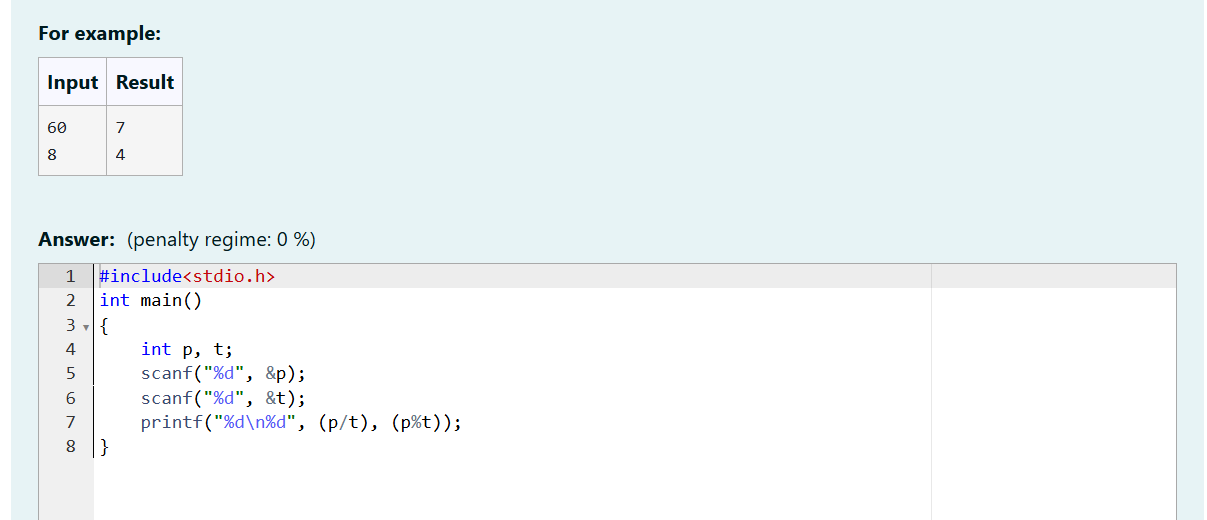 For example:
Input Result
60 7
8 4
Answer: (penalty regime: 0 %)
1 #include<stdio.h>
2 int main()
3 {
4     int p, t;
5     scanf("%d", &p);
6     scanf("%d", &t);
7     printf("%d\n%d", (p/t), (p%t));
8 }